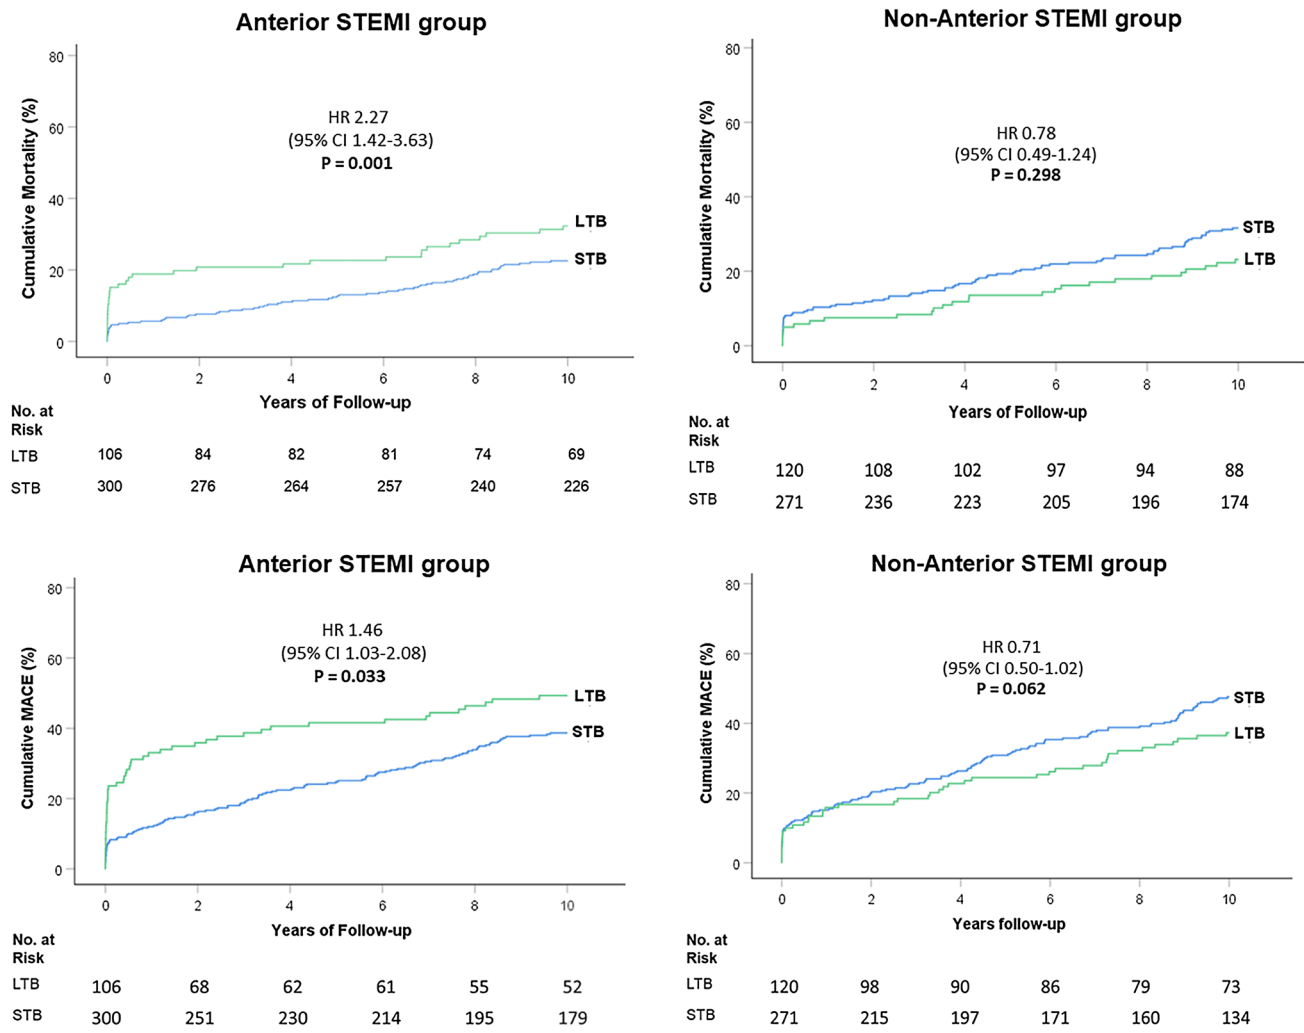 Anterior STEMI group
80
60
40
20
0
Cumulative Mortality (%)
HR 2.27
(95% CI 1.42-3.63)
P = 0.001
LTB
STB
0 2 4 6 8 10
Years of Follow-up
No. at
Risk
LTB 106 84 82 81 74 69
STB 300 276 264 257 240 226
Non-Anterior STEMI group
80
60
40
20
0
Cumulative Mortality (%)
HR 0.78
(95% CI 0.49-1.24)
P = 0.298
STB
LTB
0 2 4 6 8 10
Years of Follow-up
No. at
Risk
LTB 120 108 102 97 94 88
STB 271 236 223 205 196 174
Anterior STEMI group
80
60
40
20
0
Cumulative MACE (%)
HR 1.46
(95% CI 1.03-2.08)
P = 0.033
LTB
STB
0 2 4 6 8 10
Years of Follow-up
No. at
Risk
LTB 106 68 62 61 55 52
STB 300 251 230 214 195 179
Non-Anterior STEMI group
80
60
40
20
0
Cumulative MACE (%)
HR 0.71
(95% CI 0.50-1.02)
P = 0.062
STB
LTB
0 2 4 6 8 10
Years follow-up
No. at
Risk
LTB 120 98 90 86 79 73
STB 271 215 197 171 160 134